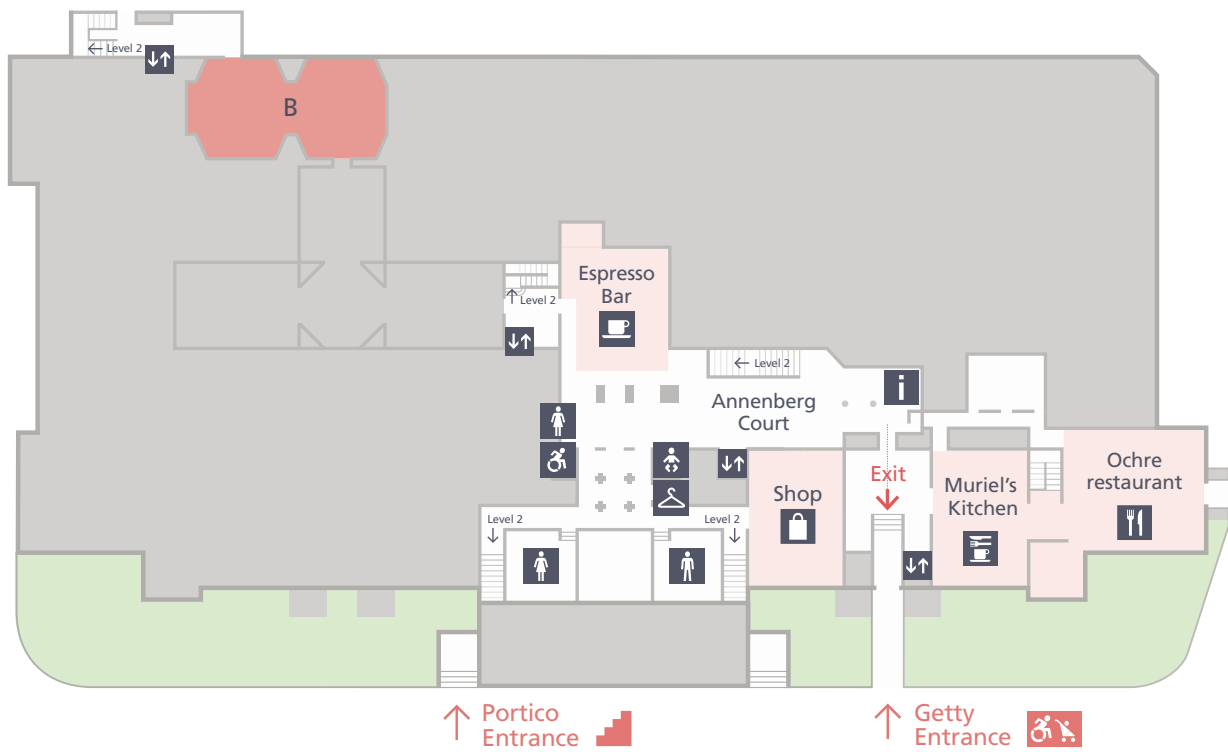 Level 2
B
Espresso
Bar
Level 2
Level 2
i
Annenberg
Court
Exit
Ochre
restaurant
Muriel's
Kitchen
Shop
Level 2
Level 2
Portico
Entrance
Getty
Entrance